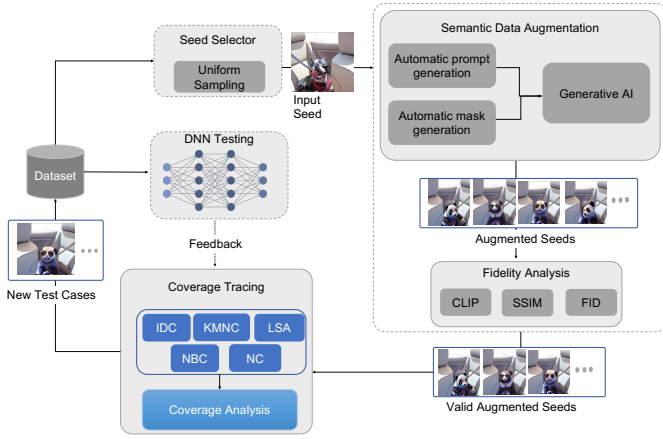 Seed Selector
Uniform
Sampling
Input
Seed
Semantic Data Augmentation
Automatic prompt
generation
Automatic mask
generation
Generative AI
DNN Testing
Dataset
Feedback
New Test Cases
Augmented Seeds
Fidelity Analysis
CLIP
SSIM
FID
Coverage Tracing
IDC
KMNC
LSA
NBC
NC
Coverage Analysis
Valid Augmented Seeds